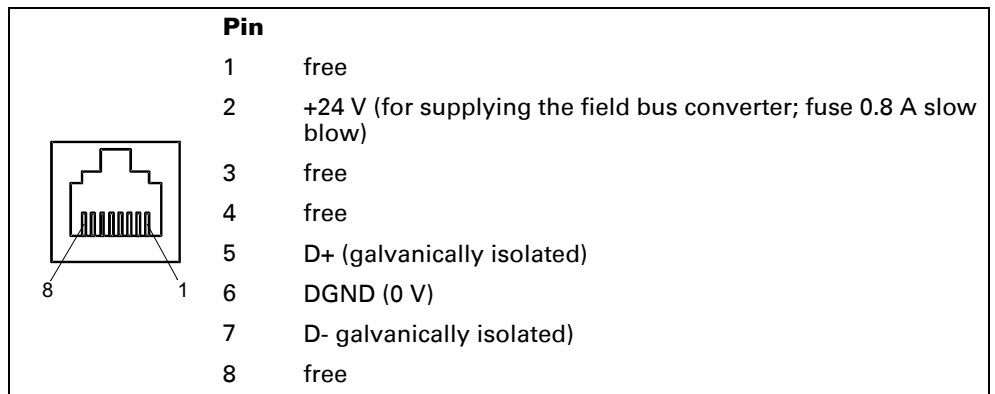 Pin
1 free
2 +24 V (for supplying the field bus converter; fuse 0.8 A slow
blow)
3 free
4 free
5 D+ (galvanically isolated)
8 1
6 DGND (0 V)
7 D- galvanically isolated)
8 free